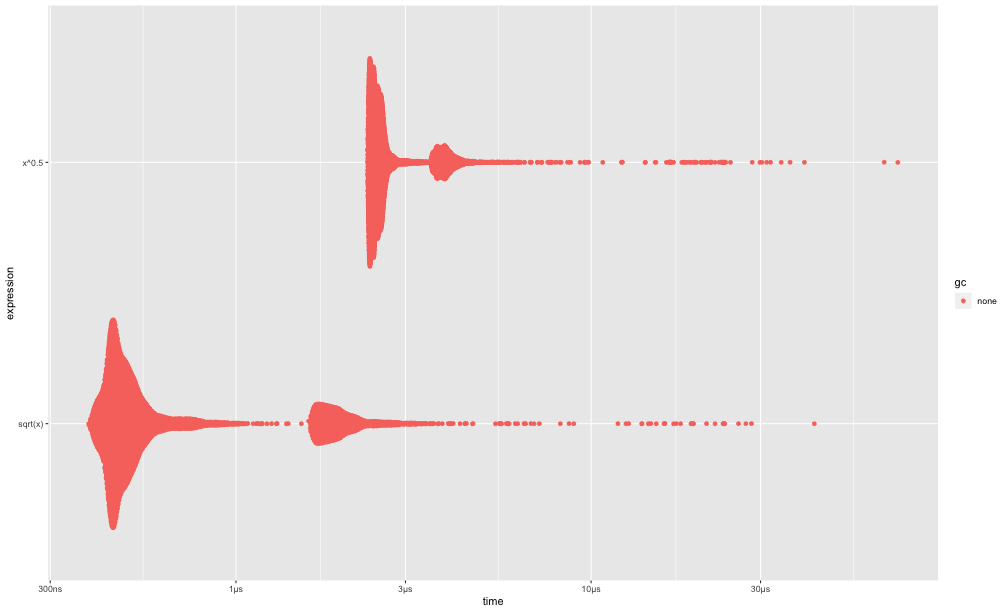 x^0.5
sqrt(x)
expression
300ns
1µs
3µs
10µs
30µs
time
gc
none